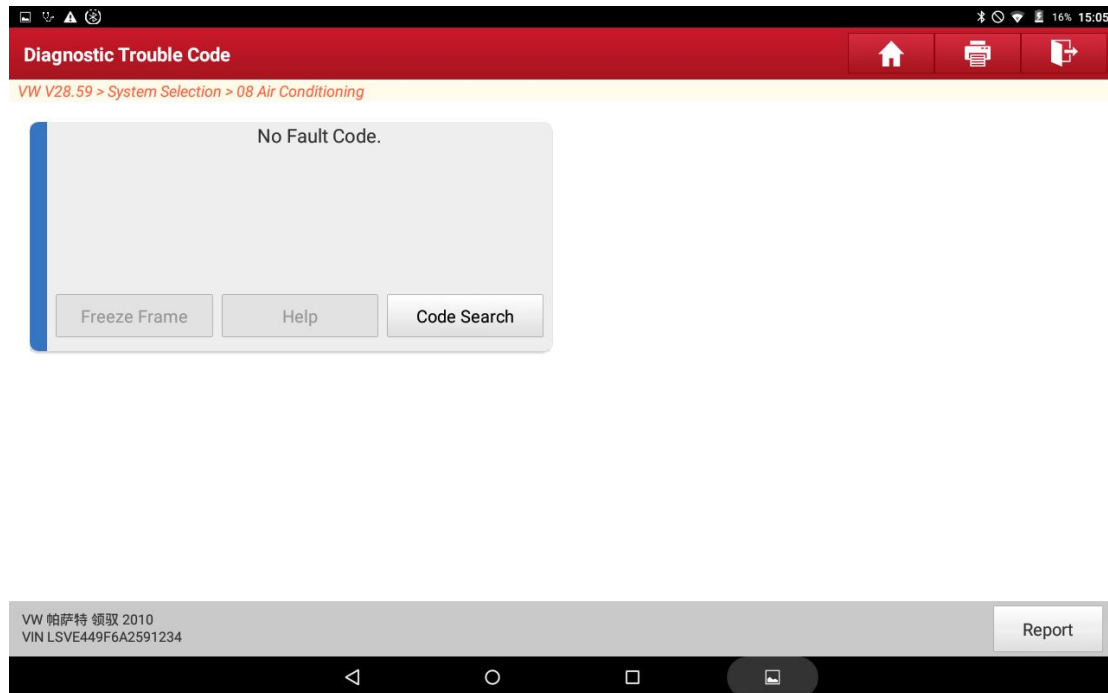 16% 15:05
Diagnostic Trouble Code
VW V28.59 > System Selection > 08 Air Conditioning
No Fault Code.
Freeze Frame Help Code Search
VW 帕萨特 领驭 2010
VIN LSVE449F6A2591234
Report